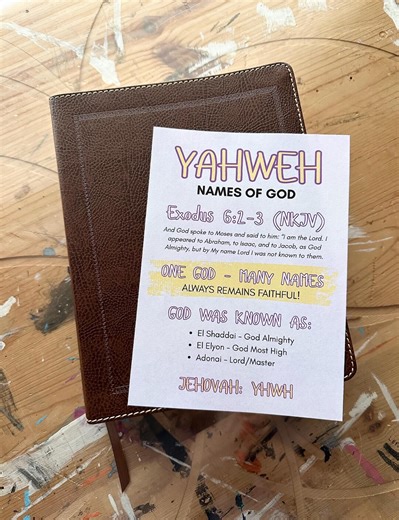 YAHWEH
NAMES OF GOD
Exodus 6:2-3 (NKJV)
And God spoke to Moses and said to him: "I am the Lord. I
appeared to Abraham, to Isaac, and to Jacob, as God
Almighty, but by My name Lord I was not known to them.
ONE GOD - MANY NAMES
ALWAYS REMAINS FAITHFUL!
GOD WAS KNOWN AS:
• El Shaddai - God Almighty
• El Elyon - God Most High
• Adonai - Lord/Master
JEHOVAH: YHWH